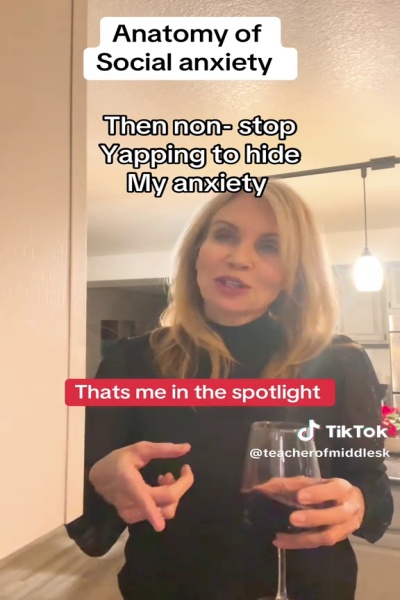 Anatomy of
Social anxiety
Then non- stop
Yapping to hide
My anxiety
Thats me in the spotlight
TikTok
@teacherofmiddlesk